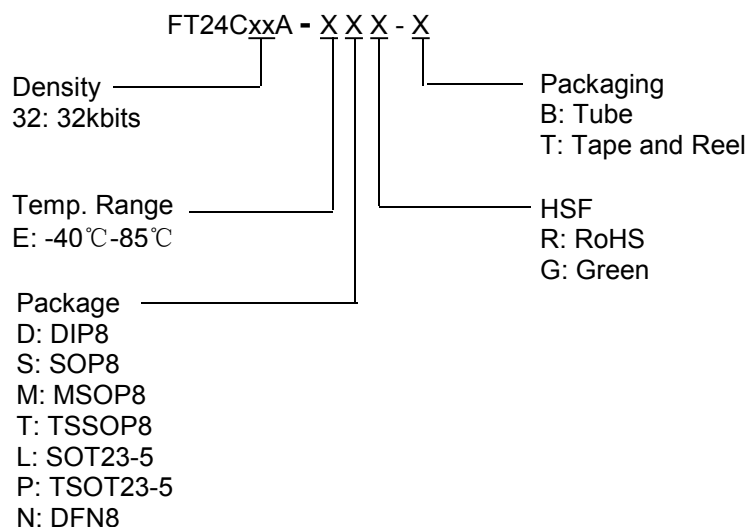 FT24CxxA - X X X - X
Density
32: 32kbits
Temp. Range
E: -40℃-85℃
Package
D: DIP8
S: SOP8
M: MSOP8
T: TSSOP8
L: SOT23-5
P: TSOT23-5
N: DFN8
Packaging
B: Tube
T: Tape and Reel
HSF
R: RoHS
G: Green